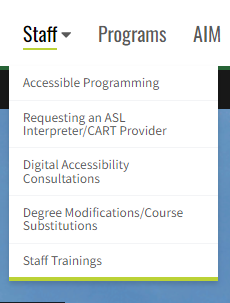 Staff Programs AIM
Accessible Programming
Requesting an ASL
Interpreter/CART Provider
Digital Accessibility
Consultations
Degree Modifications/Course
Substitutions
Staff Trainings